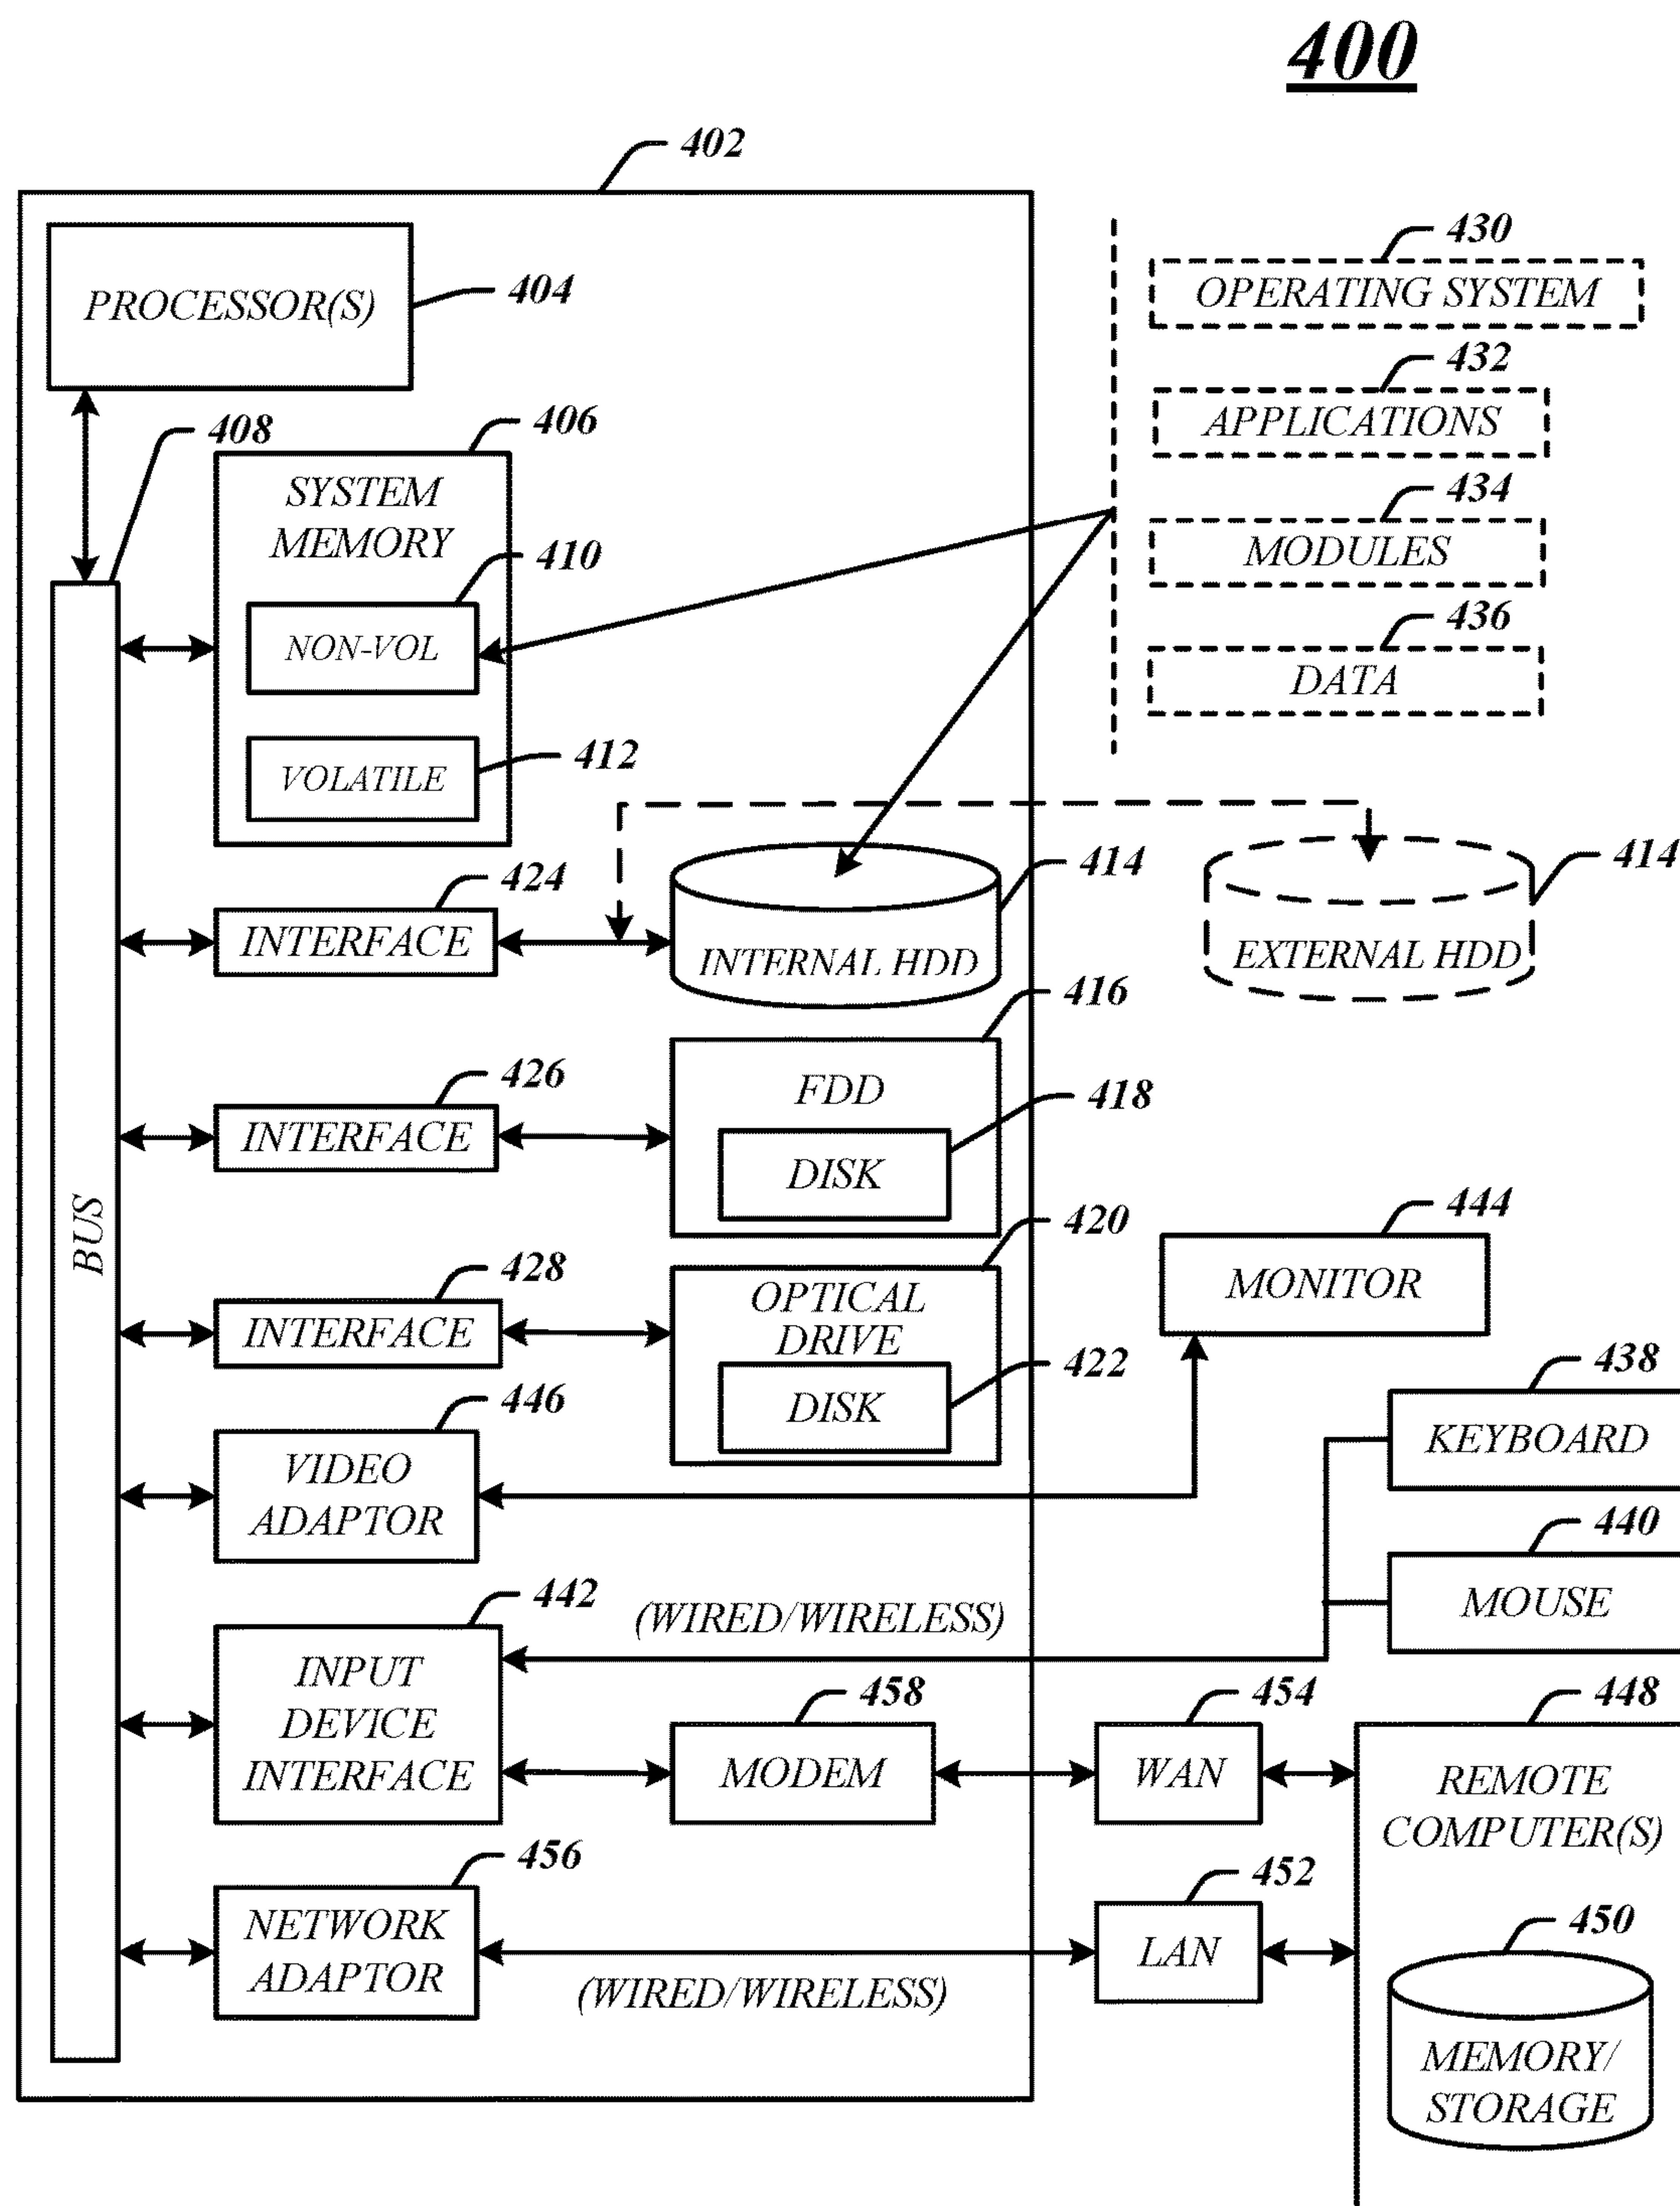 400
402
PROCESSOR(S)
404
430
OPERATING SYSTEM
432
APPLICATIONS
434
MODULES
436
DATA
408
406
SYSTEM
MEMORY
410
NON-VOL
412
VOLATILE
424
INTERFACE
414
INTERNAL HDD
414
EXTERNAL HDD
416
FDD
426
INTERFACE
418
DISK
BUS
420
OPTICAL
DRIVE
428
INTERFACE
422
DISK
444
MONITOR
446
VIDEO
ADAPTOR
438
KEYBOARD
440
MOUSE
442
INPUT
DEVICE
INTERFACE
(WIRED/WIRELESS)
458
MODEM
454
WAN
448
REMOTE
COMPUTER(S)
456
NETWORK
ADAPTOR
(WIRED/WIRELESS)
452
LAN
450
MEMORY/
STORAGE